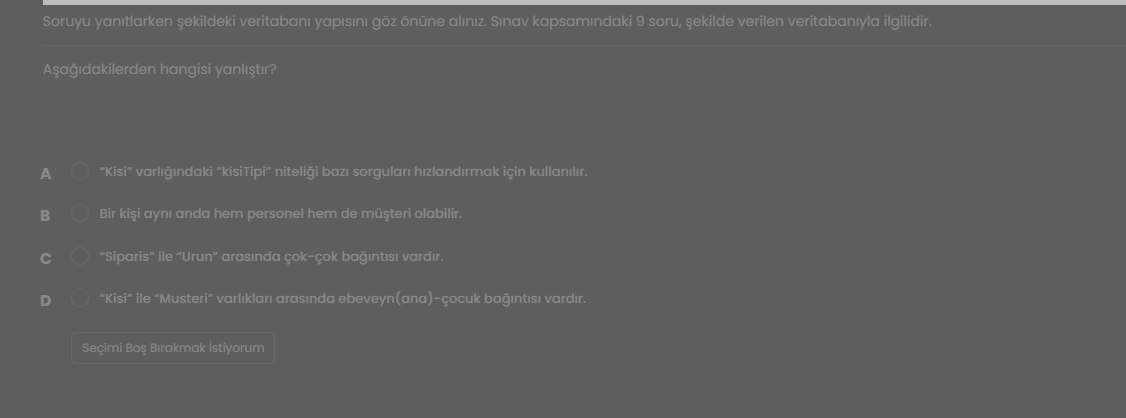 Soruyu yanıtlarken şekildeki veritabanı yapısını göz önüne alınız. Sınav kapsamındaki 9 soru, şekilde verilen veritabanıyla ilgilidir.
Aşağıdakilerden hangisi yanlıştır?
A "Kisi" varlığındaki "kisiTipi" niteliği bazı sorguları hızlandırmak için kullanılır.
B Bir kişi aynı anda hem personel hem de müşteri olabilir.
C "Siparis" ile "Urun" arasında çok-çok bağıntısı vardır.
D "Kisi" ile "Musteri" varlıkları arasında ebeveyn(ana)-çocuk bağıntısı vardır.
Seçimi Boş Bırakmak İstiyorum